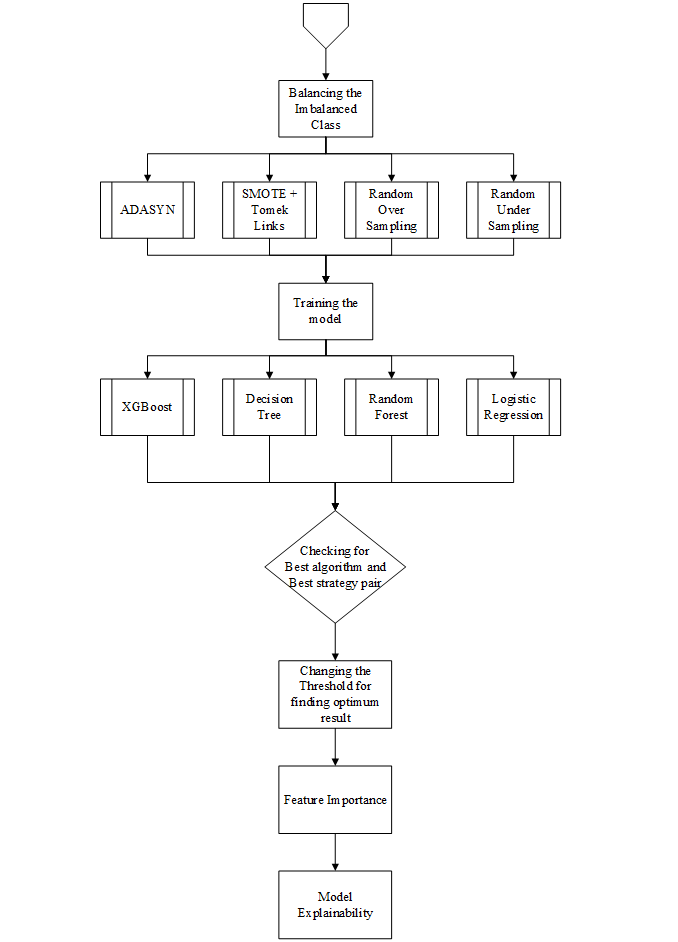 Balancing the
Imbalanced
Class
ADASYN
SMOTE +
Tomek
Links
Random
Over
Sampling
Random
Under
Sampling
Training the
model
XGBoost
Decision
Tree
Random
Forest
Logistic
Regression
Checking for
Best algorithm and
Best strategy pair
Changing the
Threshold for
finding optimum
result
Feature Importance
Model
Explainability